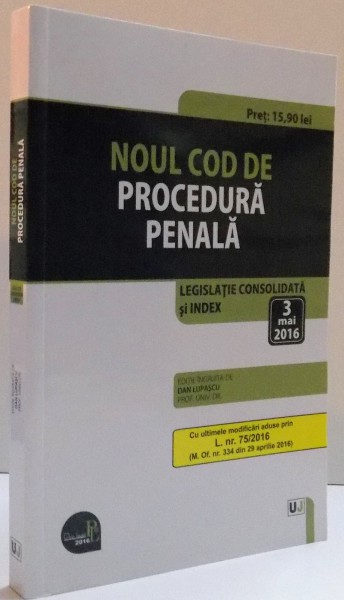 Preț: 15,90 lei
NOUL COD DE
PROCEDURĂ
PENALĂ
LEGISLAȚIE CONSOLIDATĂ
și INDEX
3
mai
2016
EDIȚIE ÎNGRIJITĂ DE
DAN LUPAȘCU
PROF. UNIV. DR.
Cu ultimele modificări aduse prin
L. nr. 75/2016
(M. Of. nr. 334 din 29 aprilie 2016)
UJ
2016
NOUL COD DE
PROCEDURĂ PENALĂ
UJ